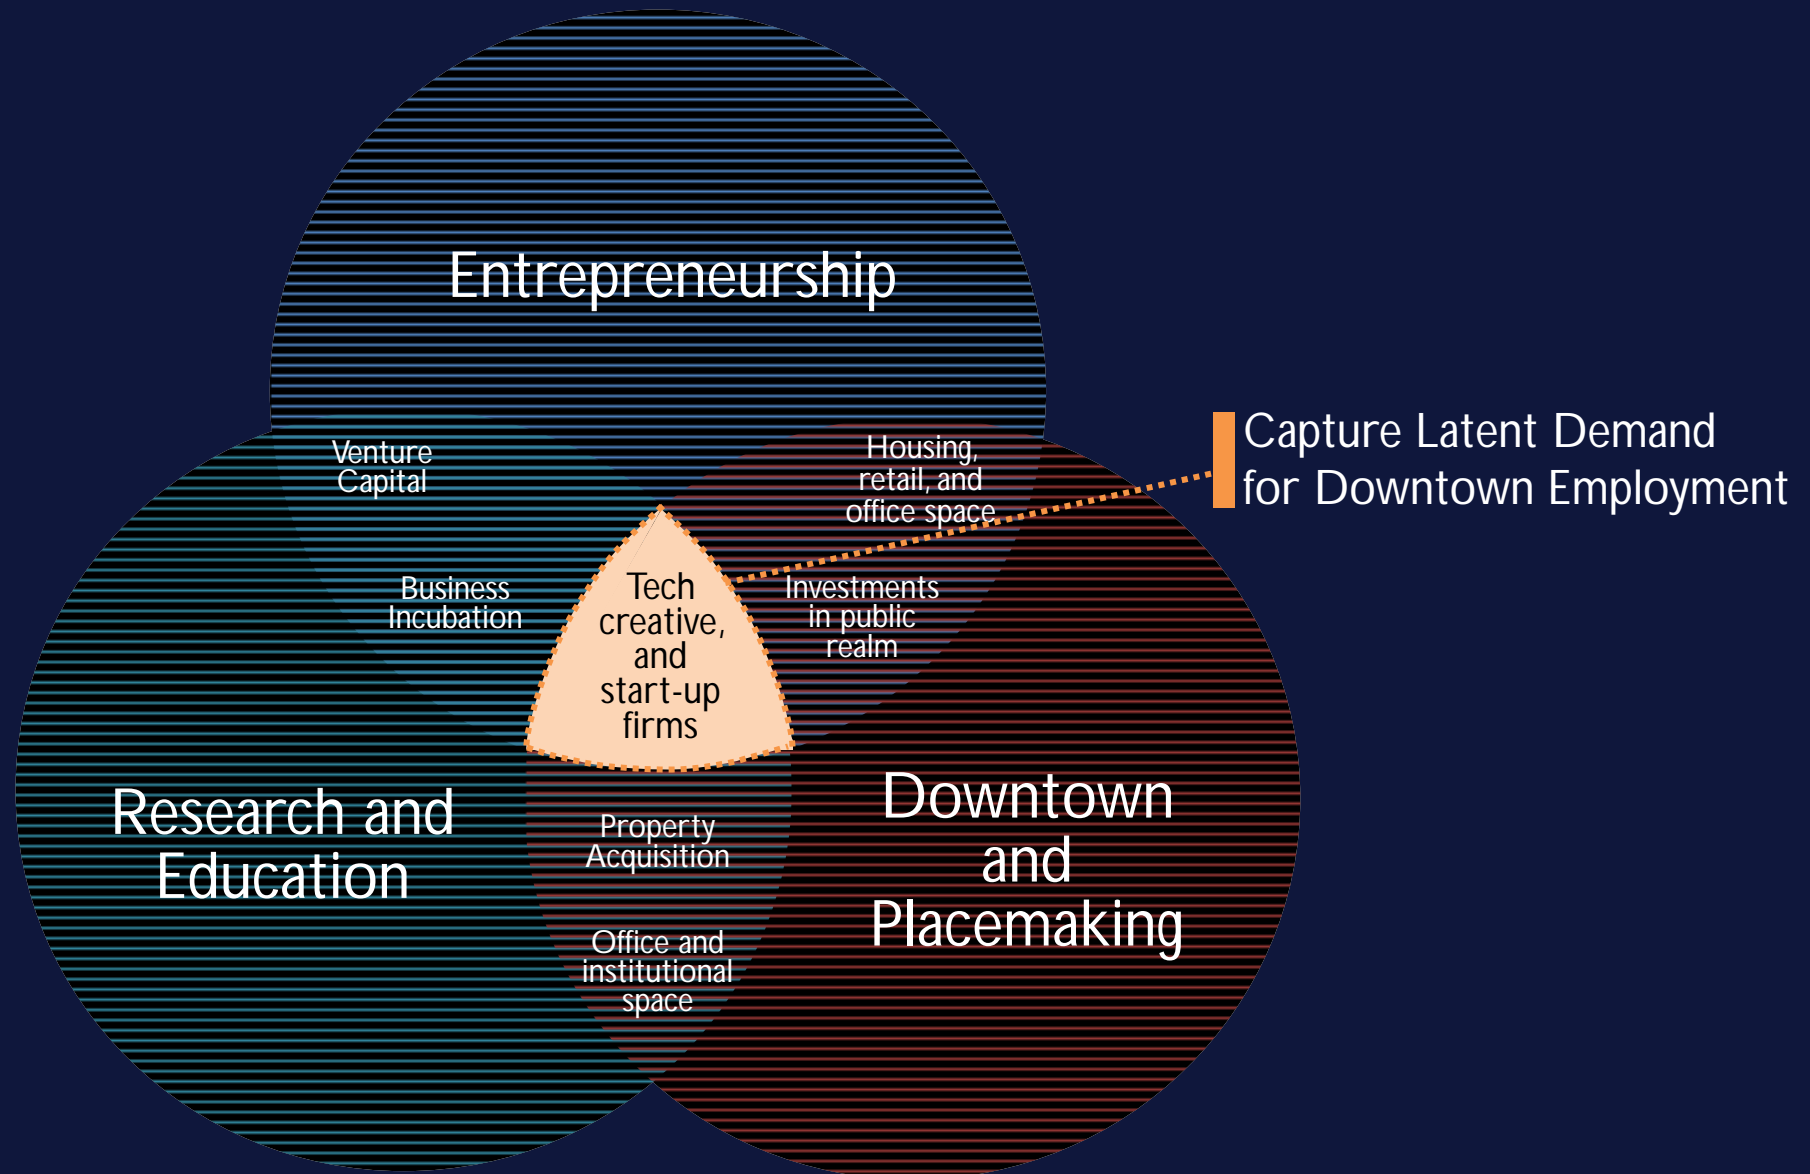 Entrepreneurship
Venture
Capital
Housing,
retail, and
office space
Capture Latent Demand
for Downtown Employment
Business
Incubation
Tech
creative,
and
start-up
firms
Investments
in public
realm
Research and
Education
Property
Acquisition
Office and
institutional
space
Downtown
and
Placemaking